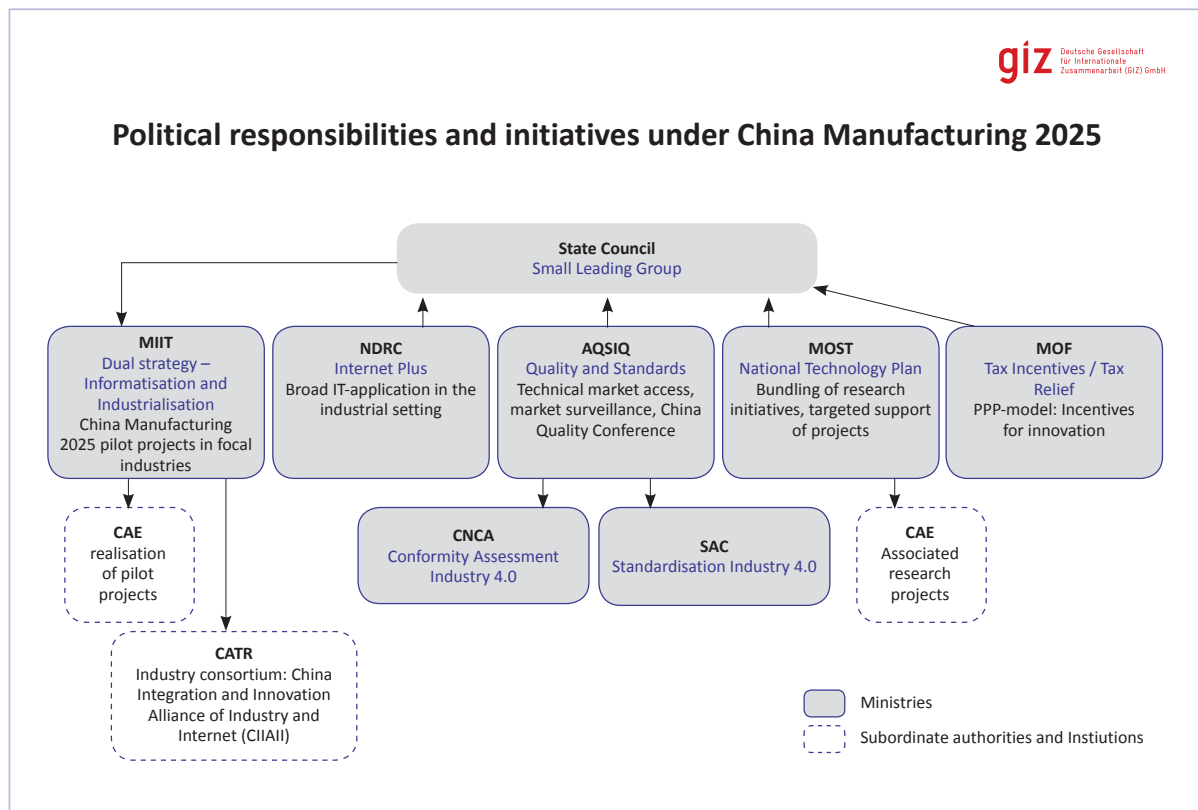 giz
Deutsche Gesellschaft
für Internationale
Zusammenarbeit (GIZ) GmbH
Political responsibilities and initiatives under China Manufacturing 2025
State Council
Small Leading Group
MIIT
Dual strategy –
Informatisation and
Industrialisation
China Manufacturing
2025 pilot projects in focal
industries
NDRC
Internet Plus
Broad IT-application in the
industrial setting
AQSIQ
Quality and Standards
Technical market access,
market surveillance, China
Quality Conference
MOST
National Technology Plan
Bundling of research
initiatives, targeted support
of projects
MOF
Tax Incentives / Tax
Relief
PPP-model: Incentives
for innovation
CAE
realisation
of pilot
projects
CNCA
Conformity Assessment
Industry 4.0
SAC
Standardisation Industry 4.0
CAE
Associated
research
projects
CATR
Industry consortium: China
Integration and Innovation
Alliance of Industry and
Internet (CIIAII)
Ministries
Subordinate authorities and Instiutions